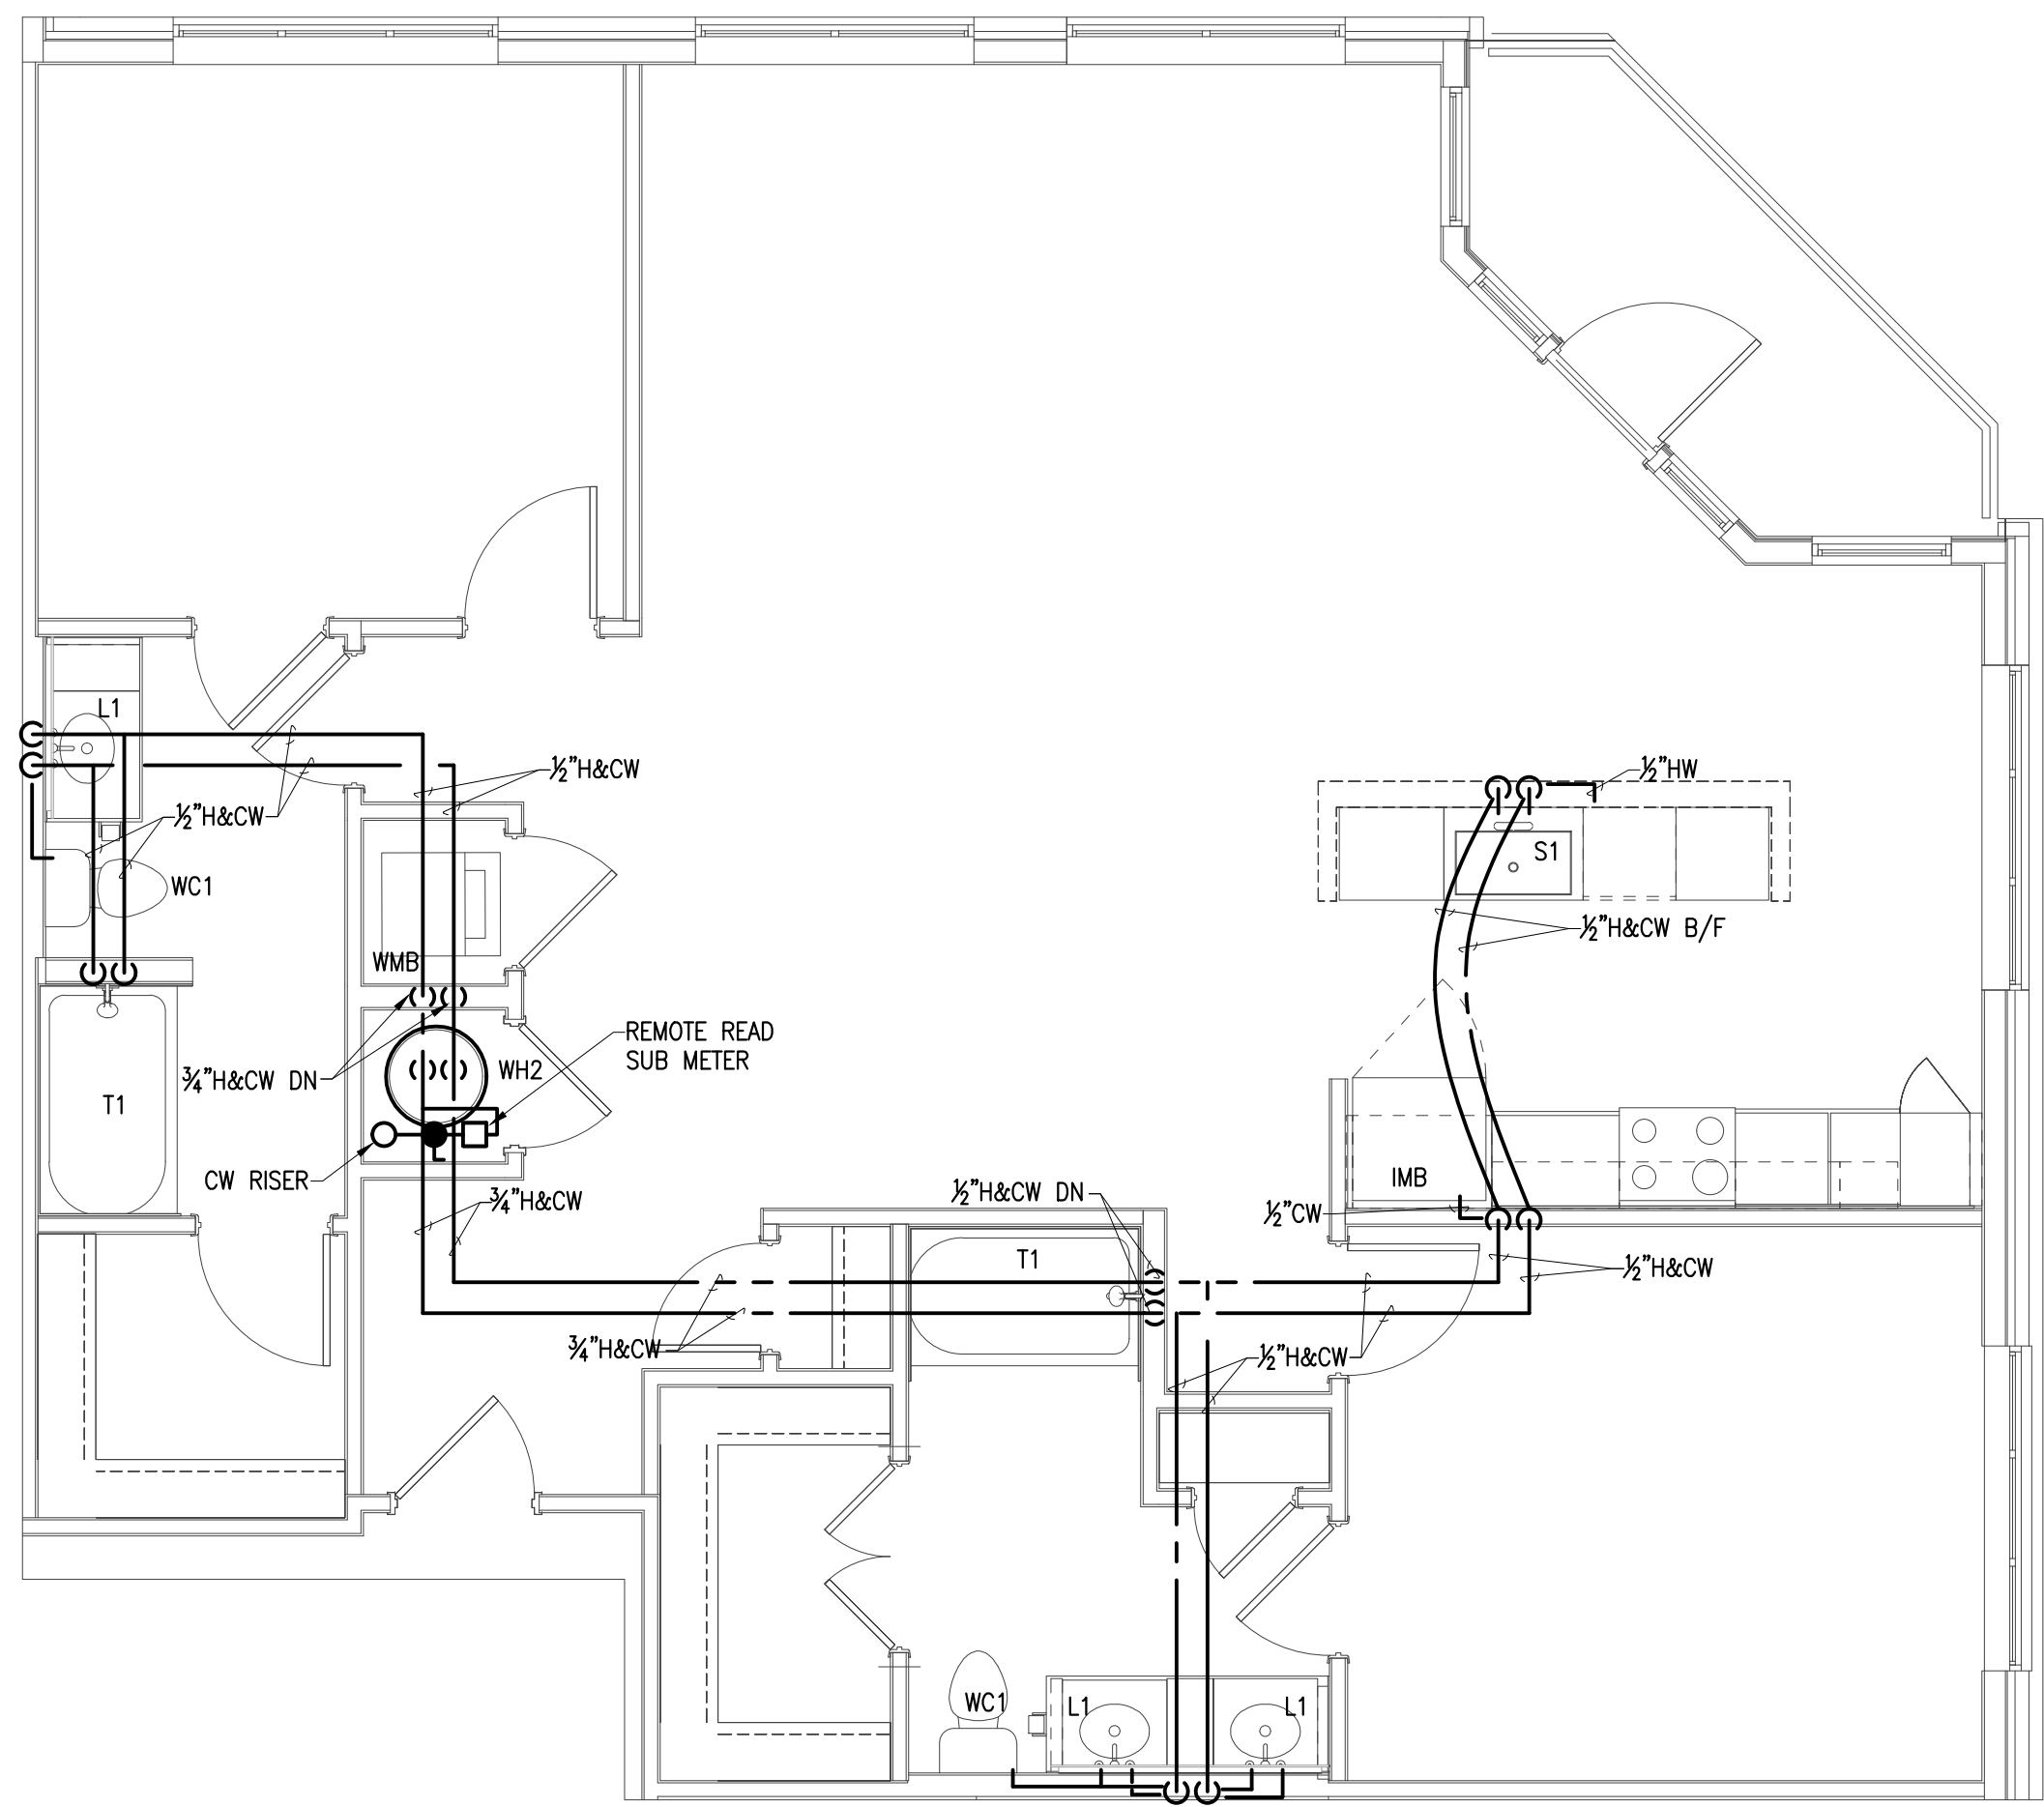 L1
½"H&CW
½"HW
½"H&CW
S1
WC1
½"H&CW B/F
WMB
REMOTE READ
SUB METER
WH2
¾"H&CW DN
T1
CW RISER
IMB
½"H&CW DN
¾"H&CW
½"CW
T1
½"H&CW
¾"H&CW
½"H&CW
WC1
L1
L1